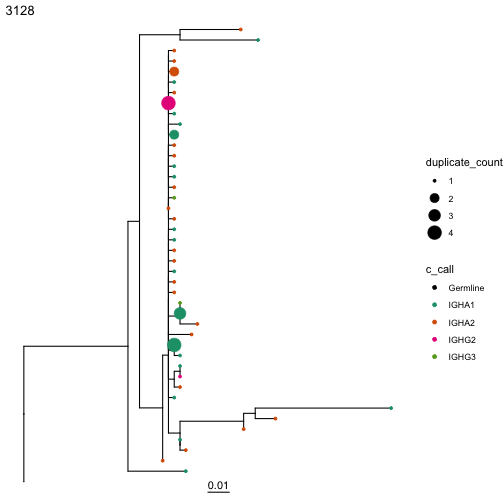 3128
duplicate_count
1
2
3
4
c_call
Germline
IGHA1
IGHA2
IGHG2
IGHG3
0.01